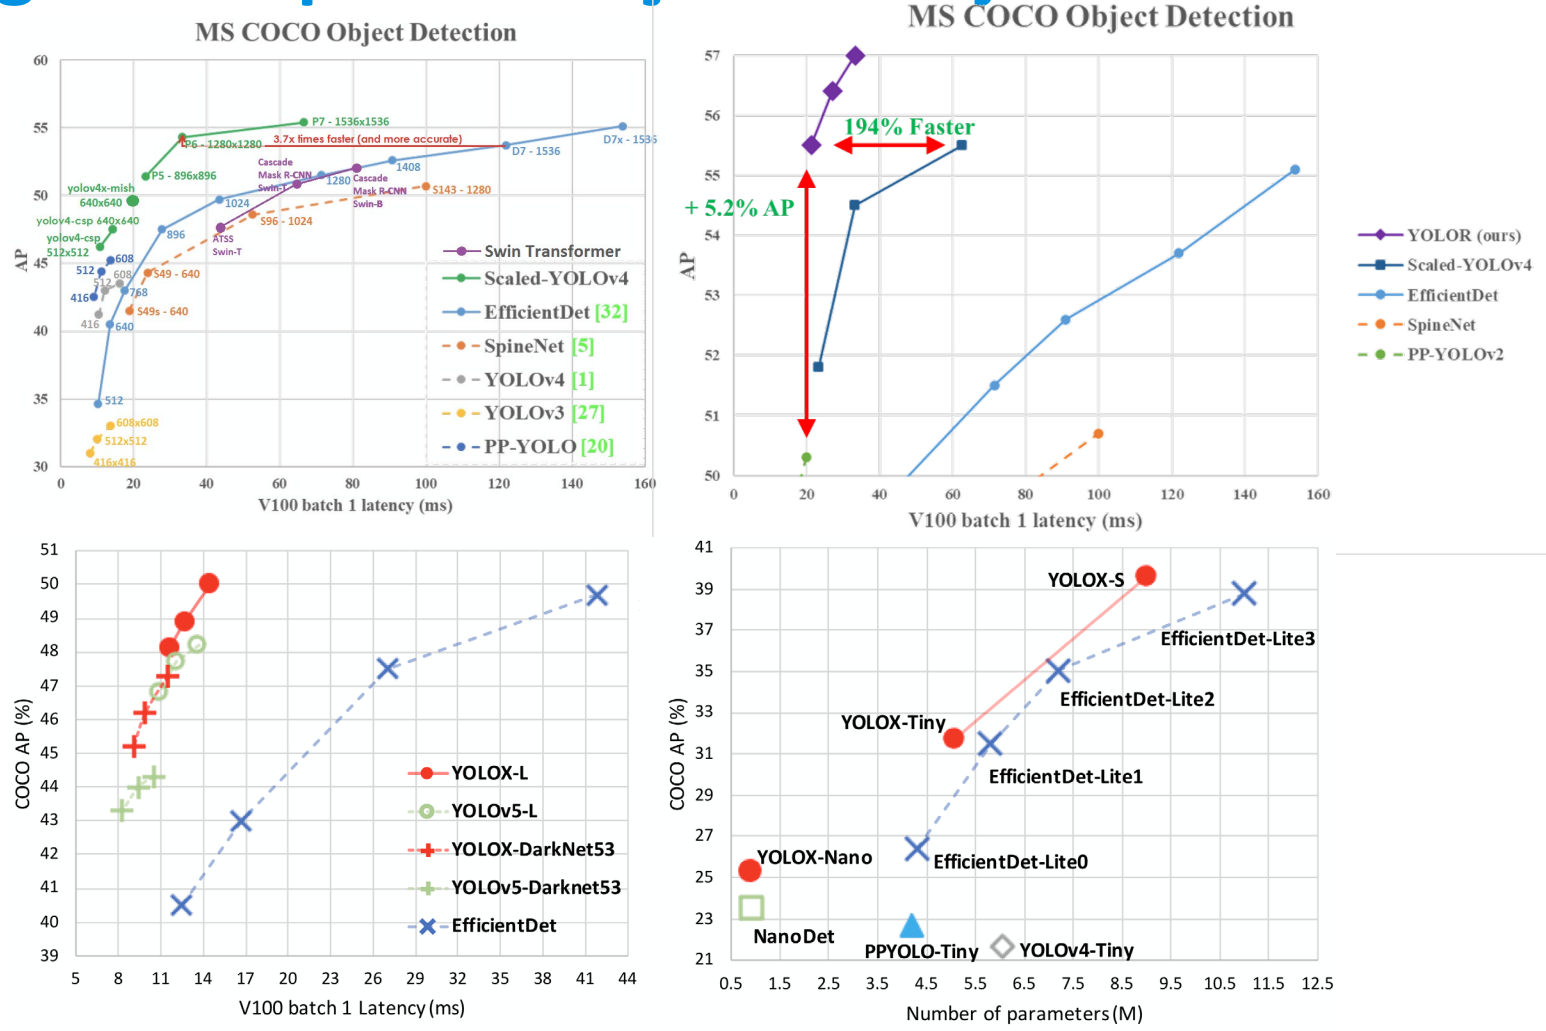 MS COCO Object Detection
60
55
50
45
40
35
30
AP
0
20
40
60
80
100
120
140
160
V100 batch 1 latency (ms)
P7 - 1536x1536
3.7x times faster (and more accurate)
P6 - 1280x1280
D7x - 1536
D7 - 1536
P5 - 896x896
Cascade
Mask R-CNN
Swin-T
1408
1280
Cascade
Mask R-CNN
Swin-B
S143 - 1280
yolov4x-mish
640x640
1024
S96 - 1024
yolov4-csp 640x640
yolov4-csp
512x512
896
ATSS
Swin-T
608
512
416
608
512
416
S49 - 640
768
S49s - 640
640
512
608x608
512x512
416x416
Swin Transformer
Scaled-YOLOv4
EfficientDet [32]
SpineNet [5]
YOLOv4 [1]
YOLOv3 [27]
PP-YOLO [20]
MS COCO Object Detection
57
56
55
54
53
52
51
50
AP
0
20
40
60
80
100
120
140
160
V100 batch 1 latency (ms)
194% Faster
+ 5.2% AP
YOLOR (ours)
Scaled-YOLOv4
EfficientDet
SpineNet
PP-YOLOv2
51
50
49
48
47
46
45
44
43
42
41
40
39
COCO AP (%)
5
8
11
14
17
20
23
26
29
32
35
38
41
44
V100 batch 1 Latency (ms)
YOLOX-L
YOLOv5-L
YOLOX-DarkNet53
YOLOv5-Darknet53
EfficientDet
41
39
37
35
33
31
29
27
25
23
21
COCO AP (%)
0.5
1.5
2.5
3.5
4.5
5.5
6.5
7.5
8.5
9.5
10.5
11.5
12.5
Number of parameters (M)
YOLOX-S
EfficientDet-Lite3
EfficientDet-Lite2
YOLOX-Tiny
EfficientDet-Lite1
YOLOX-Nano
EfficientDet-Lite0
NanoDet
PPYOLO-Tiny
YOLOv4-Tiny